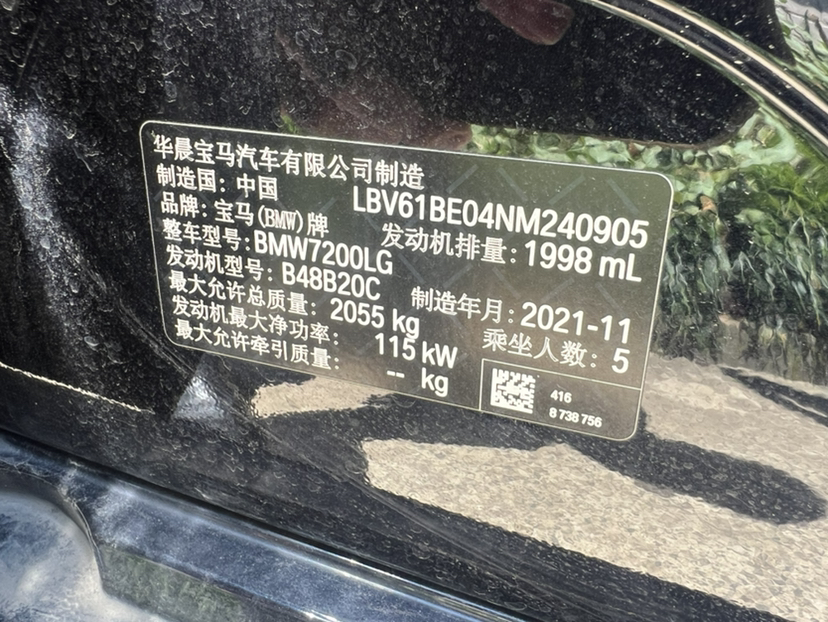 华晨宝马汽车有限公司制造
制造国: 中国 LBV61BE04NM240905
品牌: 宝马(BMW)牌
整车型号: BMW7200LG 发动机排量: 1998 mL
发动机型号: B48B20C
最大允许总质量: 2055 kg 制造年月: 2021-11
发动机最大净功率: 115 kW 乘坐人数: 5
最大允许牵引质量: -- kg
416
8 738 756